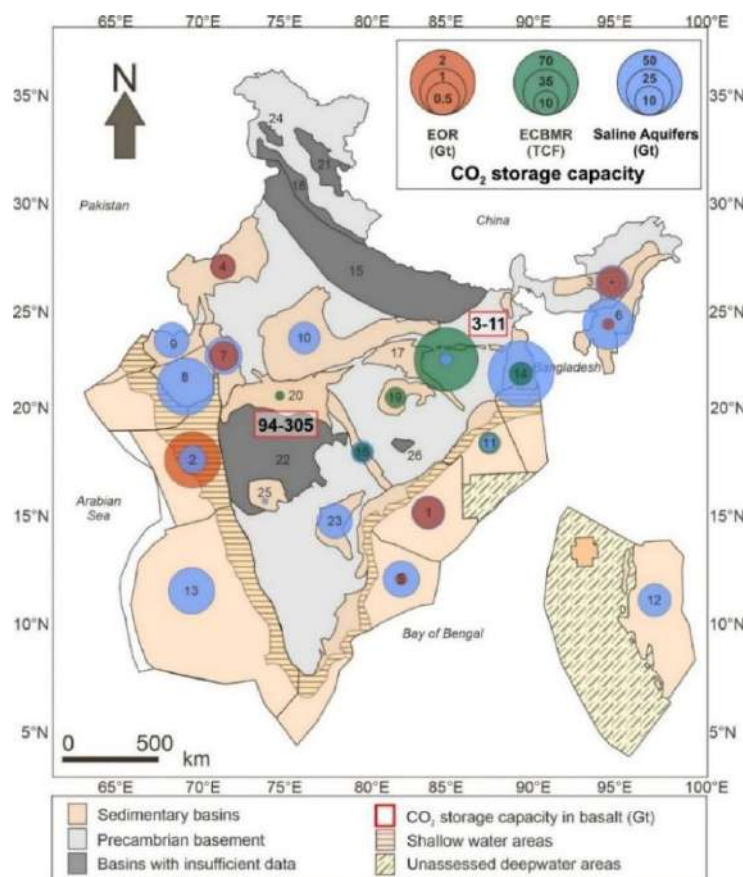 65°E 70°E 75°E 80°E 85°E 90°E 95°E 100°E
N
2
1
0.5
EOR
(Gt)
70
35
10
ECBMR
(TCF)
50
25
10
Saline Aquifers
(Gt)
CO₂ storage capacity
35°N
30°N
25°N
20°N
15°N
10°N
5°N
35°N
30°N
25°N
20°N
15°N
10°N
5°N
Pakistan
China
24
21
18
15
4
3
6
3-11
9
10
7
17
8
14
Bangladesh
20
19
94-305
2
22
26
11
25
Arabian
Sea
23
1
13
5
12
Bay of Bengal
0 500
km
65°E 70°E 75°E 80°E 85°E 90°E 95°E 100°E
Sedimentary basins
Precambrian basement
Basins with insufficient data
CO₂ storage capacity in basalt (Gt)
Shallow water areas
Unassessed deepwater areas